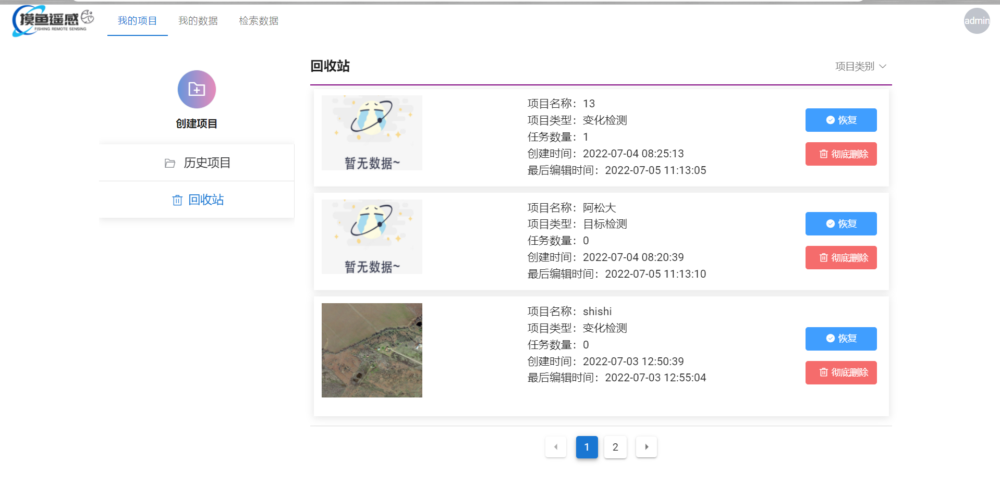 摸鱼遥感
FISHING REMOTE SENSING
我的项目
我的数据
检索数据
admin
创建项目
历史项目
回收站
回收站
项目类别
暂无数据~
项目名称：13
项目类型：变化检测
任务数量：1
创建时间：2022-07-04 08:25:13
最后编辑时间：2022-07-05 11:13:05
恢复
彻底删除
暂无数据~
项目名称：阿松大
项目类型：目标检测
任务数量：0
创建时间：2022-07-04 08:20:39
最后编辑时间：2022-07-05 11:13:10
恢复
彻底删除
项目名称：shishi
项目类型：变化检测
任务数量：0
创建时间：2022-07-03 12:50:39
最后编辑时间：2022-07-03 12:55:04
恢复
彻底删除
1
2